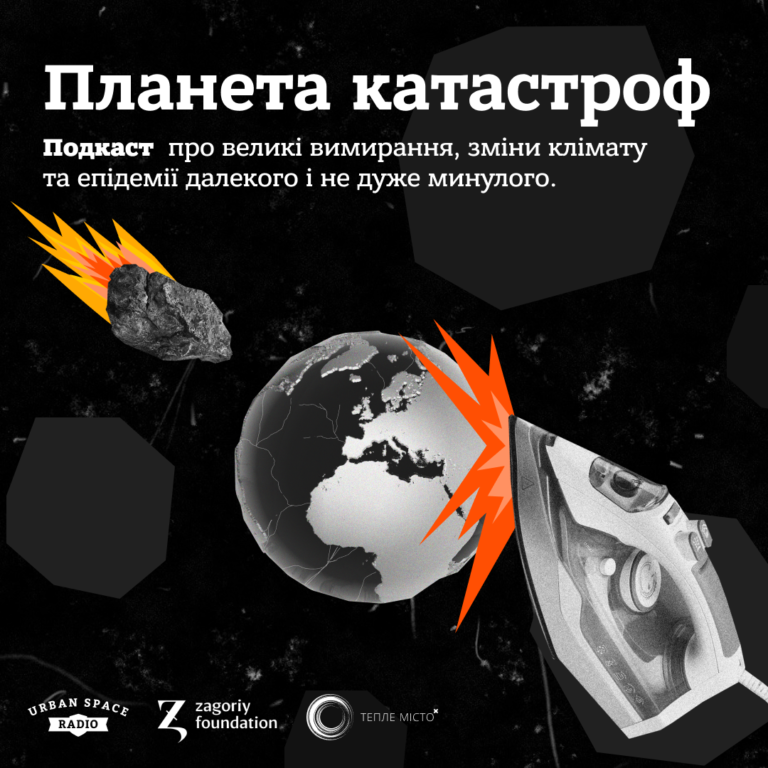 Планета катастроф
Подкаст про великі вимирання, зміни клімату
та епідемії далекого і не дуже минулого.
URBAN SPACE
RADIO
zagoriy
foundation
ТЕПЛЕ МІСТО